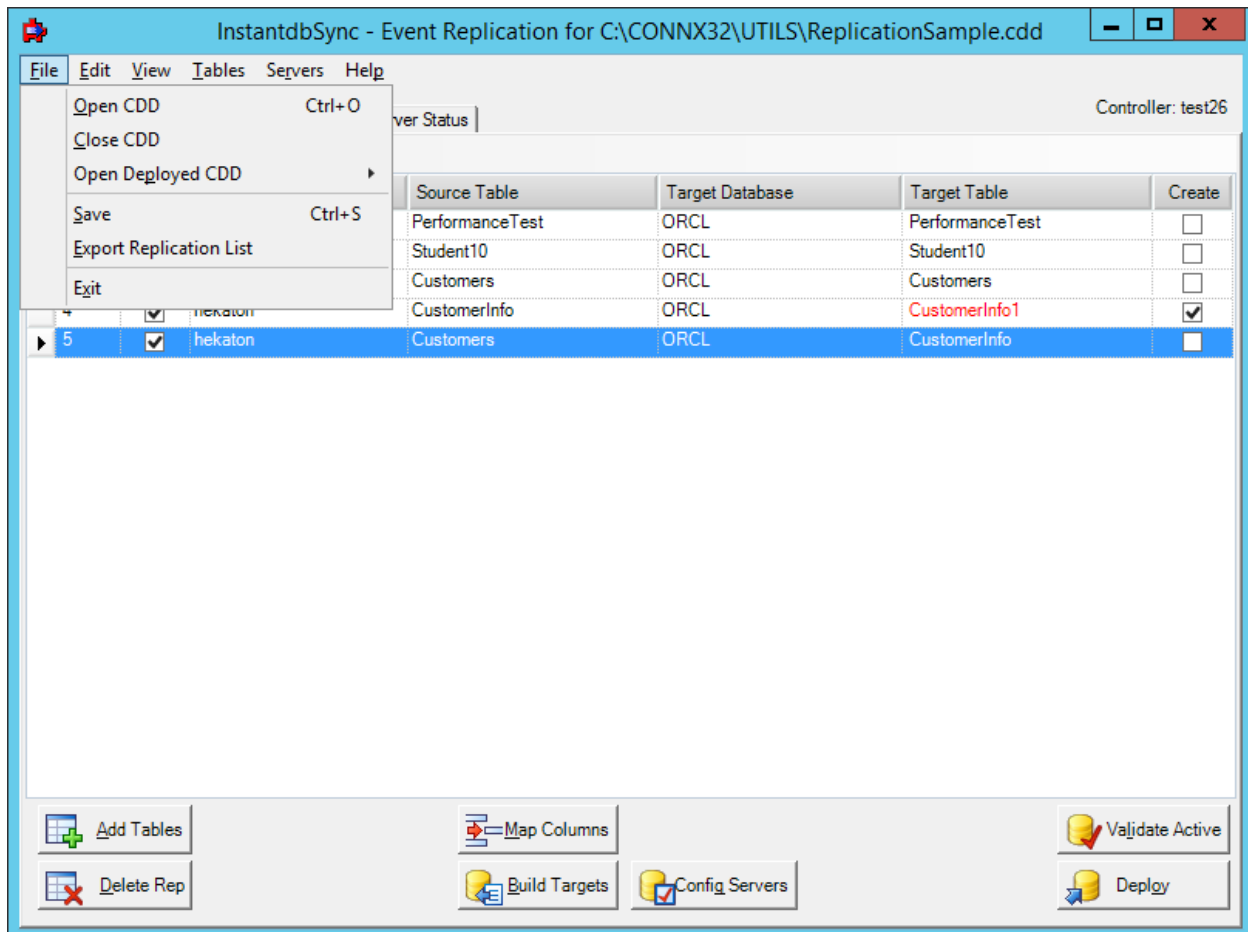 InstantdbSync - Event Replication for C:\CONNX32\UTILS\ReplicationSample.cdd
File Edit View Tables Servers Help
Open CDD Ctrl+O
Close CDD
Open Deployed CDD
Save Ctrl+S
Export Replication List
Exit
Status
Controller: test26
Source Table Target Database Target Table Create
PerformanceTest ORCL PerformanceTest
Student10 ORCL Student10
Customers ORCL Customers
4 hekaton CustomerInfo ORCL CustomerInfo1
5 hekaton Customers ORCL CustomerInfo
Add Tables Map Columns Validate Active
Delete Rep Build Targets Config Servers Deploy